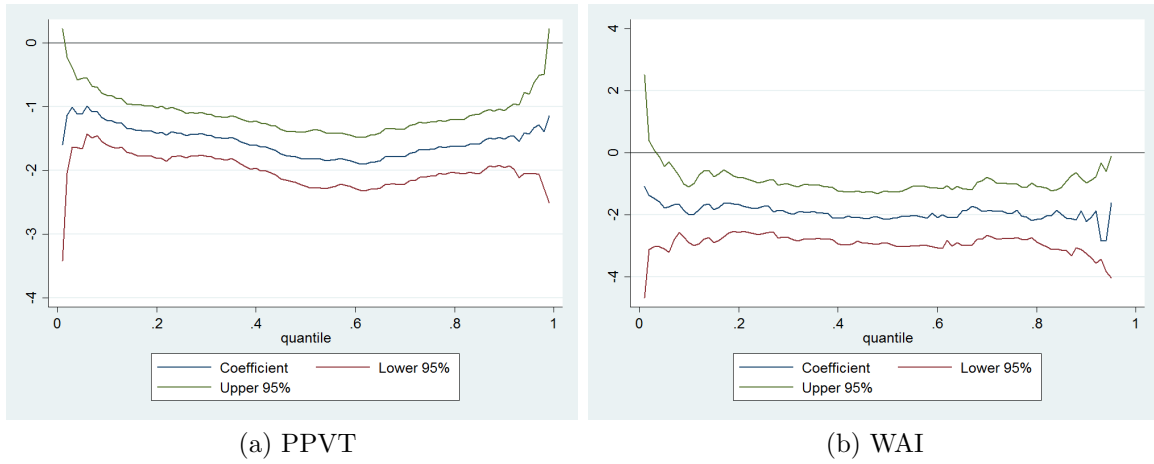 0
-1
-2
-3
-4
0
.2
.4
.6
.8
1
quantile
Coefficient
Lower 95%
Upper 95%
(a) PPVT
4
2
0
-2
-4
0
.2
.4
.6
.8
1
quantile
Coefficient
Lower 95%
Upper 95%
(b) WAI